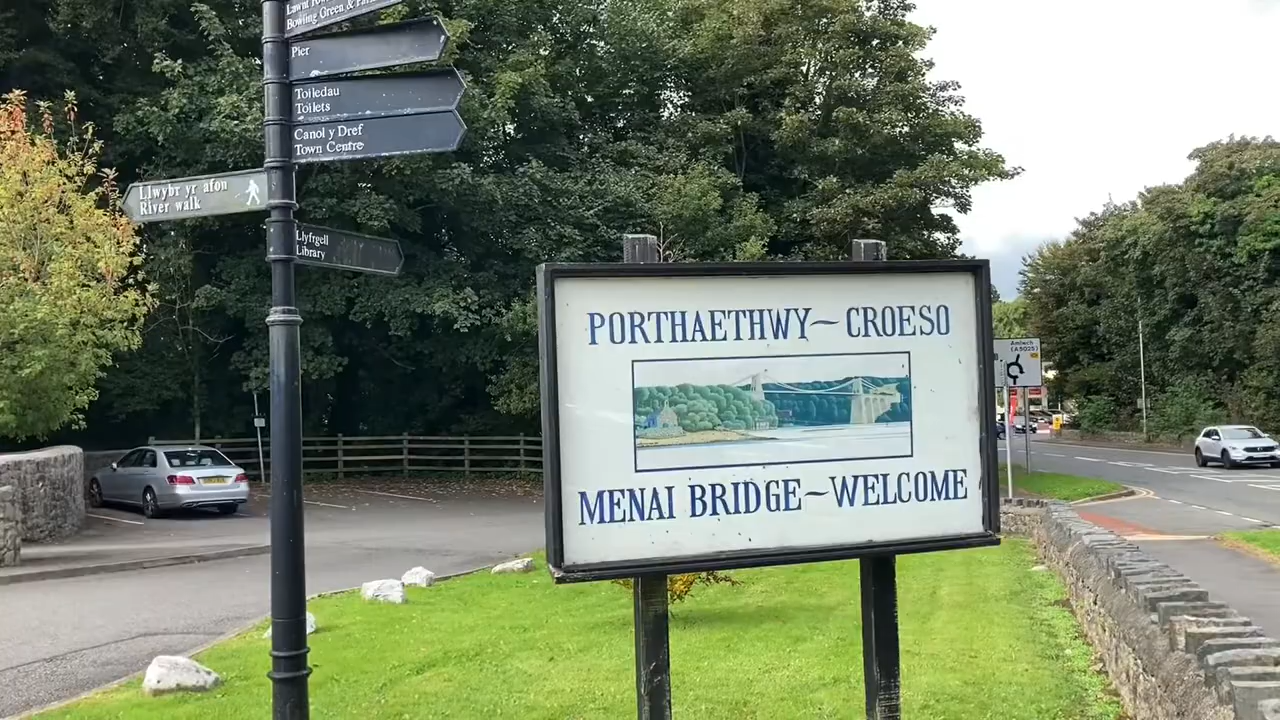 Bowling Green &
Pier
Toiledau
Toilets
Canol y Dref
Town Centre
Llwybr yr afon
River walk
Llyfrgell
Library
PORTHAETHWY~CROESO
MENAI BRIDGE~WELCOME
Amlwch
(A5025)